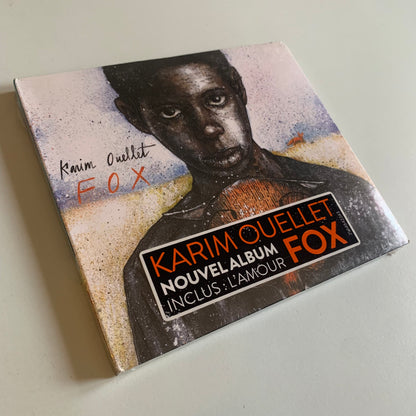 Karim Ouellet
FOX
KARIM OUELLET
NOUVEL ALBUM FOX
INCLUS : L'AMOUR